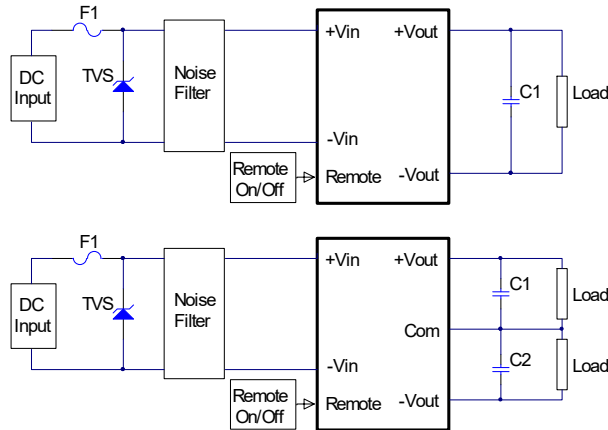 F1
+Vin
+Vout
TVS
Noise
Filter
DC
Input
C1
Load
-Vin
Remote
On/Off
Remote
-Vout
F1
+Vin
+Vout
TVS
Noise
Filter
C1
Load
DC
Input
Com
C2
Load
-Vin
Remote
On/Off
Remote
-Vout